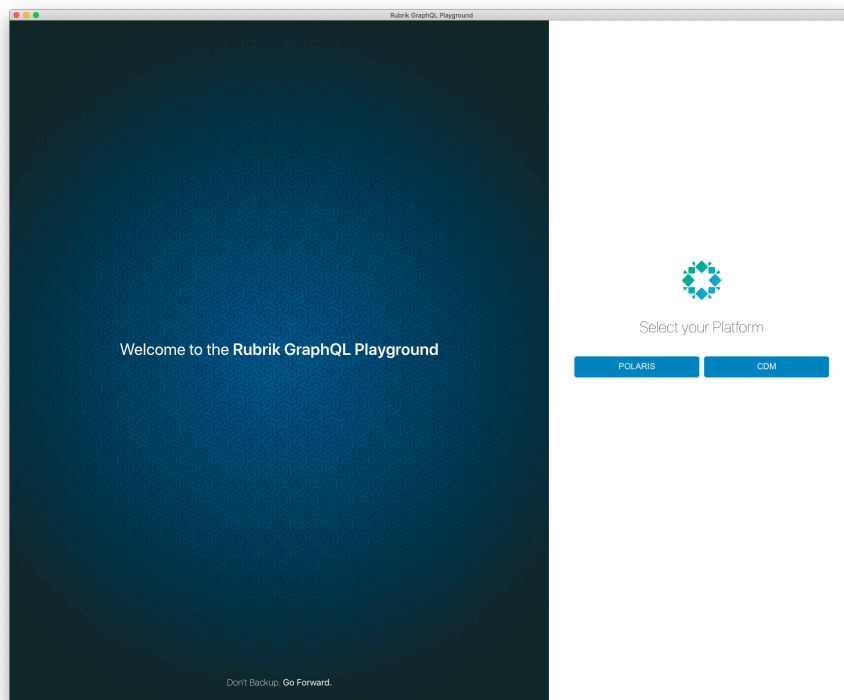 Rubrik GraphQL Playground
Welcome to the Rubrik GraphQL Playground
Don't Backup. Go Forward.
Select your Platform
POLARIS
CDM